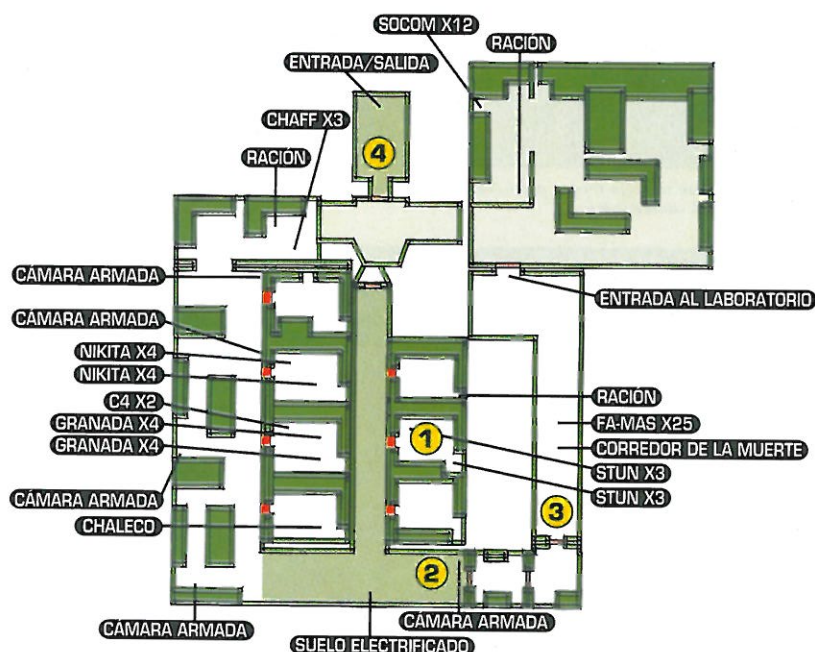 SOCOM X12
RACIÓN
ENTRADA/SALIDA
CHAFF X3
RACIÓN
4
CÁMARA ARMADA
ENTRADA AL LABORATORIO
CÁMARA ARMADA
NIKITA X4
NIKITA X4
C4 X2
GRANADA X4
GRANADA X4
RACIÓN
FA-MAS X25
CORREDOR DE LA MUERTE
STUN X3
STUN X3
1
CÁMARA ARMADA
CHALECO
3
2
CÁMARA ARMADA
CÁMARA ARMADA
SUELO ELECTRIFICADO